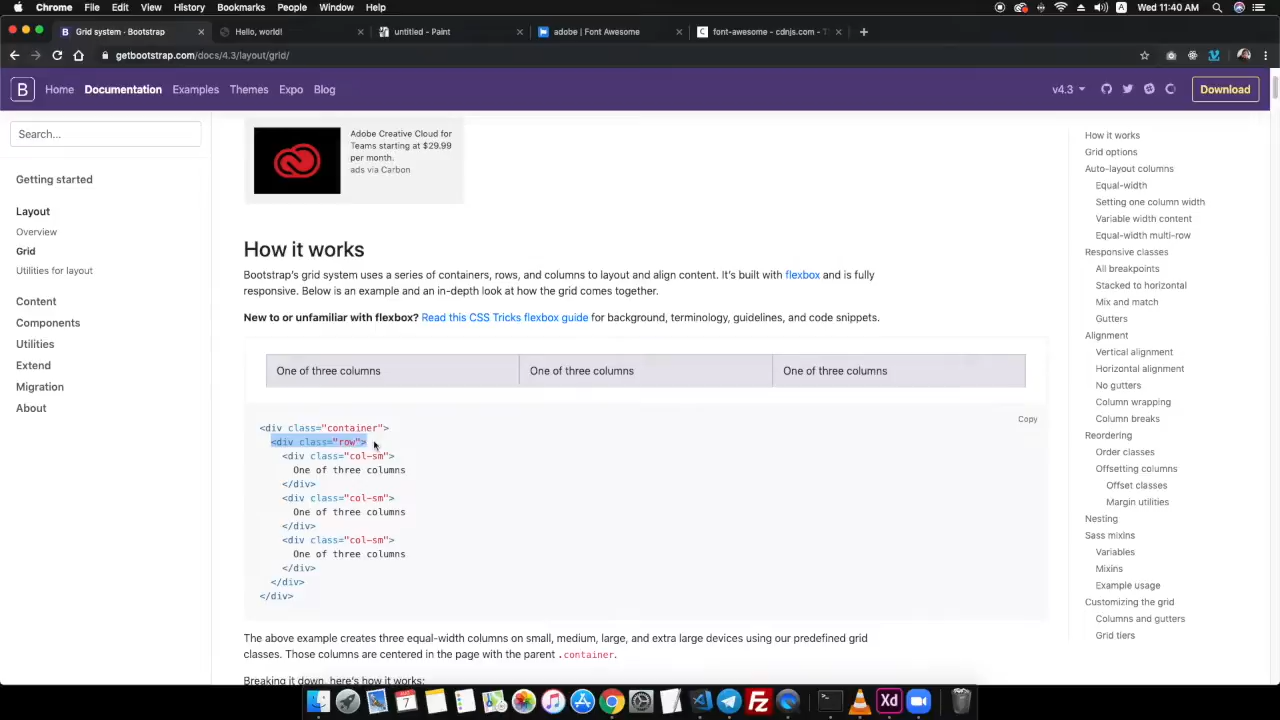 Chrome File Edit View History Bookmarks People Window Help
A Wed 11:40 AM
Grid system · Bootstrap
Hello, world!
untitled - Paint
adobe | Font Awesome
font-awesome - cdnjs.com - T
getbootstrap.com/docs/4.3/layout/grid/
B Home Documentation Examples Themes Expo Blog v4.3 Download
Search...
Getting started
Layout
Overview
Grid
Utilities for layout
Content
Components
Utilities
Extend
Migration
About
Adobe Creative Cloud for
Teams starting at $29.99
per month.
ads via Carbon
How it works
Bootstrap's grid system uses a series of containers, rows, and columns to layout and align content. It's built with flexbox and is fully
responsive. Below is an example and an in-depth look at how the grid comes together.
New to or unfamiliar with flexbox? Read this CSS Tricks flexbox guide for background, terminology, guidelines, and code snippets.
One of three columns One of three columns One of three columns
Copy
<div class="container">
<div class="row">
<div class="col-sm">
One of three columns
</div>
<div class="col-sm">
One of three columns
</div>
<div class="col-sm">
One of three columns
</div>
</div>
</div>
The above example creates three equal-width columns on small, medium, large, and extra large devices using our predefined grid
classes. Those columns are centered in the page with the parent .container.
Breaking it down, here's how it works:
How it works
Grid options
Auto-layout columns
Equal-width
Setting one column width
Variable width content
Equal-width multi-row
Responsive classes
All breakpoints
Stacked to horizontal
Mix and match
Gutters
Alignment
Vertical alignment
Horizontal alignment
No gutters
Column wrapping
Column breaks
Reordering
Order classes
Offsetting columns
Offset classes
Margin utilities
Nesting
Sass mixins
Variables
Mixins
Example usage
Customizing the grid
Columns and gutters
Grid tiers
7
Fz
Xd